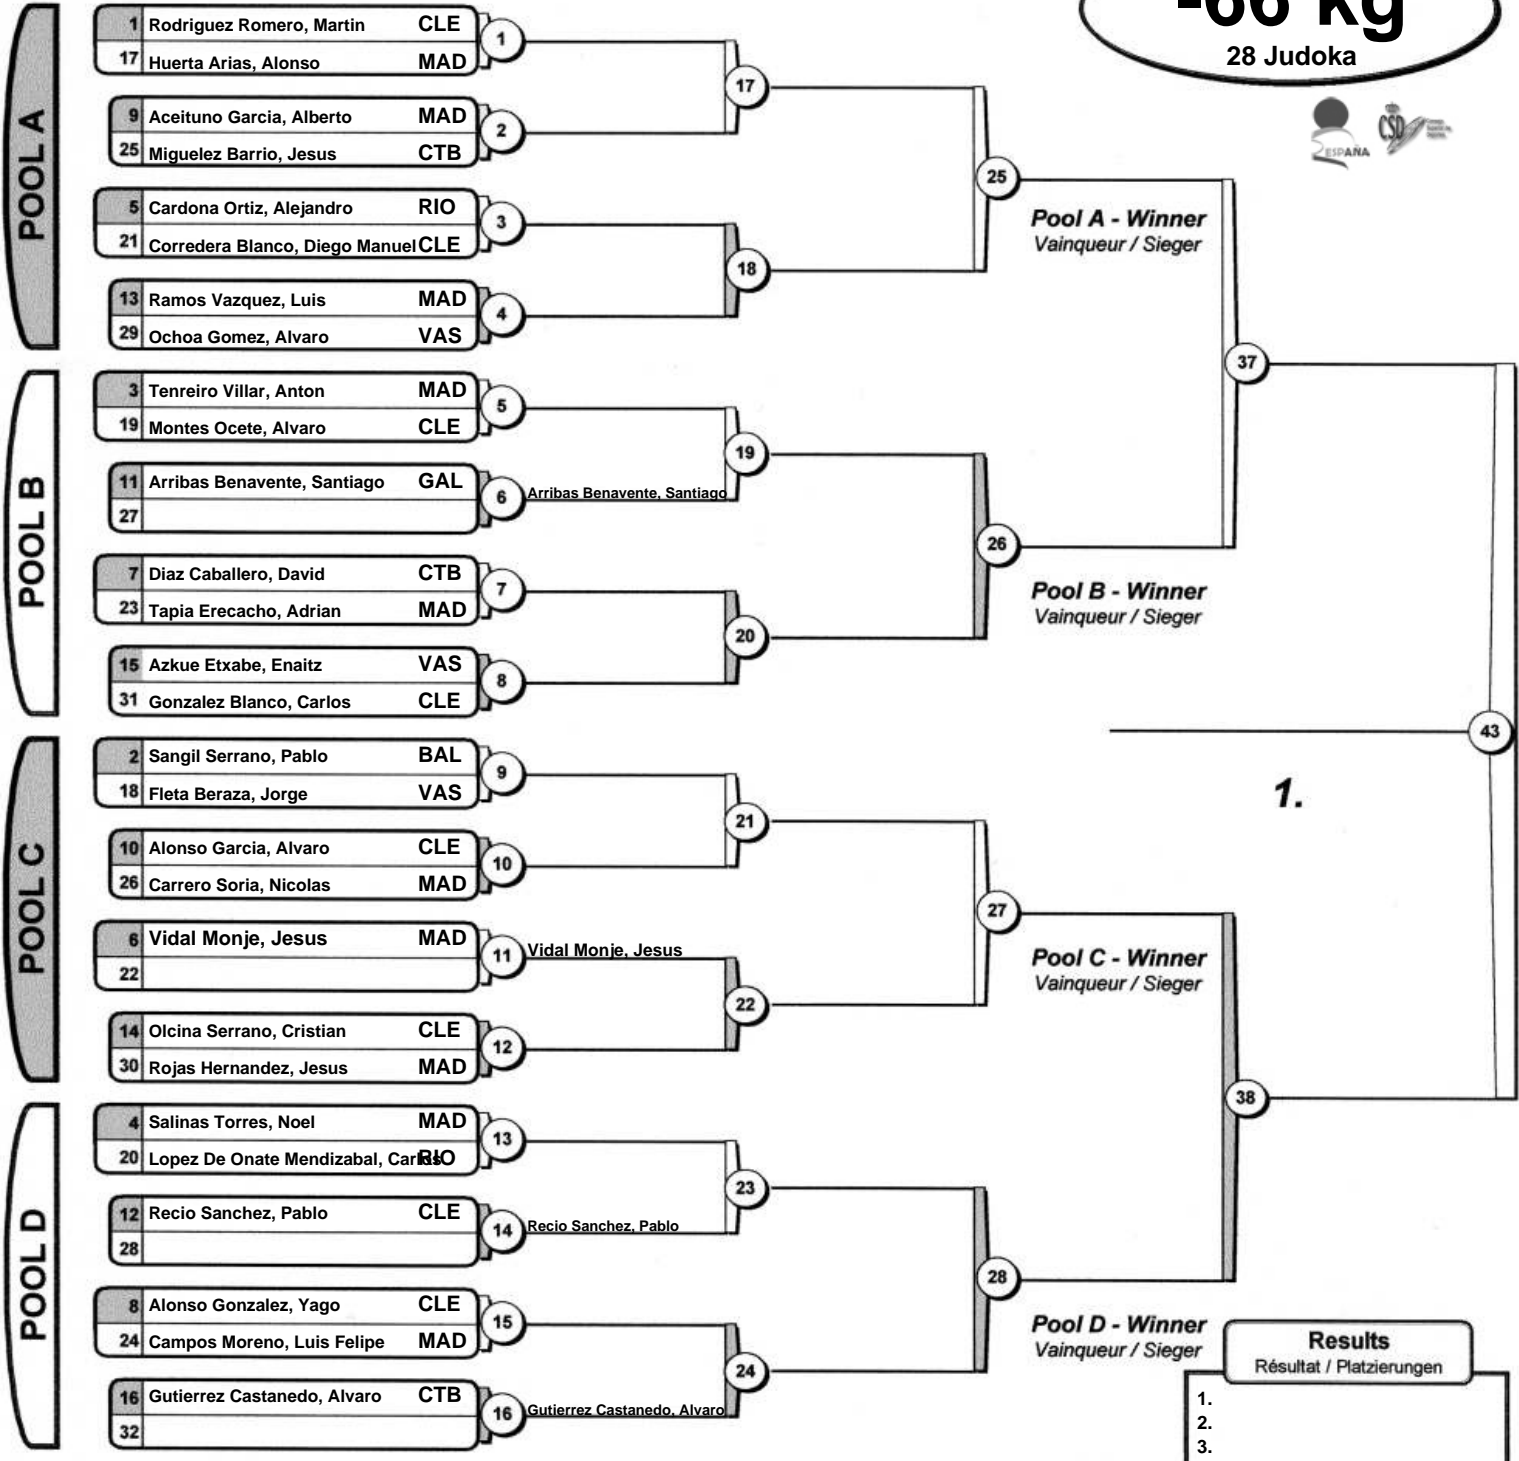 -66 kg
28 Judoka
ESPAÑA
CSD
POOL A
1 Rodriguez Romero, Martin CLE
17 Huerta Arias, Alonso MAD
1
9 Aceituno Garcia, Alberto MAD
25 Miguelez Barrio, Jesus CTB
2
5 Cardona Ortiz, Alejandro RIO
21 Corredera Blanco, Diego Manuel CLE
3
13 Ramos Vazquez, Luis MAD
29 Ochoa Gomez, Alvaro VAS
4
17
18
25
Pool A - Winner
Vainqueur / Sieger
POOL B
3 Tenreiro Villar, Anton MAD
19 Montes Ocete, Alvaro CLE
5
11 Arribas Benavente, Santiago GAL
27
6 Arribas Benavente, Santiago
7 Diaz Caballero, David CTB
23 Tapia Erecacho, Adrian MAD
7
15 Azkue Etxabe, Enaitz VAS
31 Gonzalez Blanco, Carlos CLE
8
19
20
26
Pool B - Winner
Vainqueur / Sieger
37
POOL C
2 Sangil Serrano, Pablo BAL
18 Fleta Beraza, Jorge VAS
9
10 Alonso Garcia, Alvaro CLE
26 Carrero Soria, Nicolas MAD
10
6 Vidal Monje, Jesus MAD
22
11 Vidal Monje, Jesus
14 Olcina Serrano, Cristian CLE
30 Rojas Hernandez, Jesus MAD
12
21
22
27
Pool C - Winner
Vainqueur / Sieger
43
1.
POOL D
4 Salinas Torres, Noel MAD
20 Lopez De Onate Mendizabal, Carlos RIO
13
12 Recio Sanchez, Pablo CLE
28
14 Recio Sanchez, Pablo
8 Alonso Gonzalez, Yago CLE
24 Campos Moreno, Luis Felipe MAD
15
16 Gutierrez Castanedo, Alvaro CTB
32
16 Gutierrez Castanedo, Alvaro
23
24
28
38
Pool D - Winner
Vainqueur / Sieger
Results
Résultat / Platzierungen
1.
2.
3.